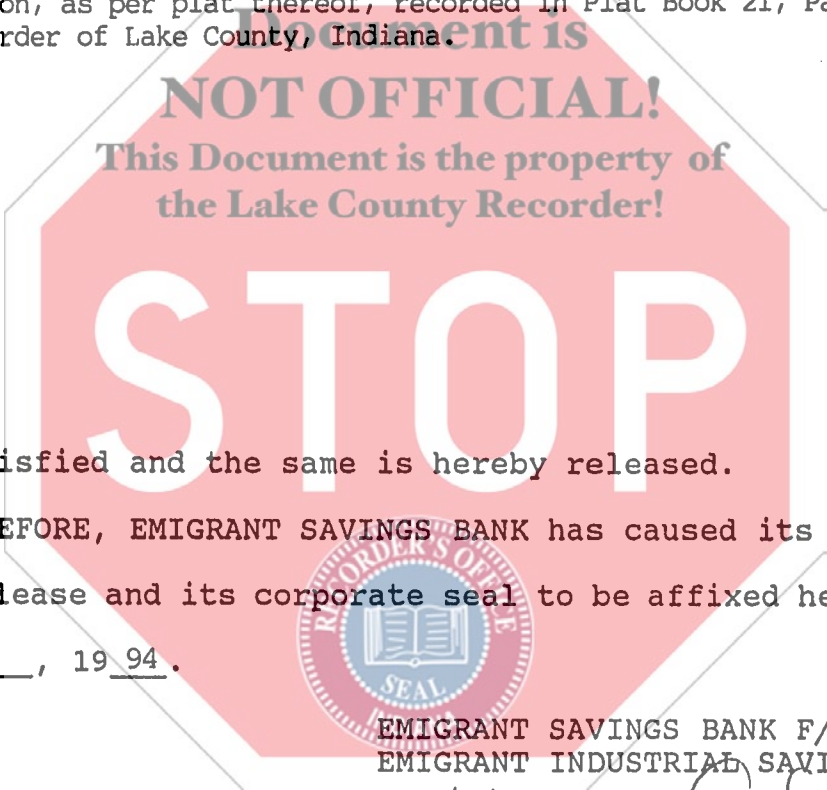 on, as per plat thereof, recorded in Plat Book 21, Pa
rder of Lake County, Indiana.
Document is
NOT OFFICIAL!
This Document is the property of
the Lake County Recorder!
STOP
isfied and the same is hereby released.
EFORE, EMIGRANT SAVINGS BANK has caused its
lease and its corporate seal to be affixed he
__, 19 94.
RECORDER'S OFFICE
SEAL
INDIANA
EMIGRANT SAVINGS BANK F/
EMIGRANT INDUSTRIAL SAVI